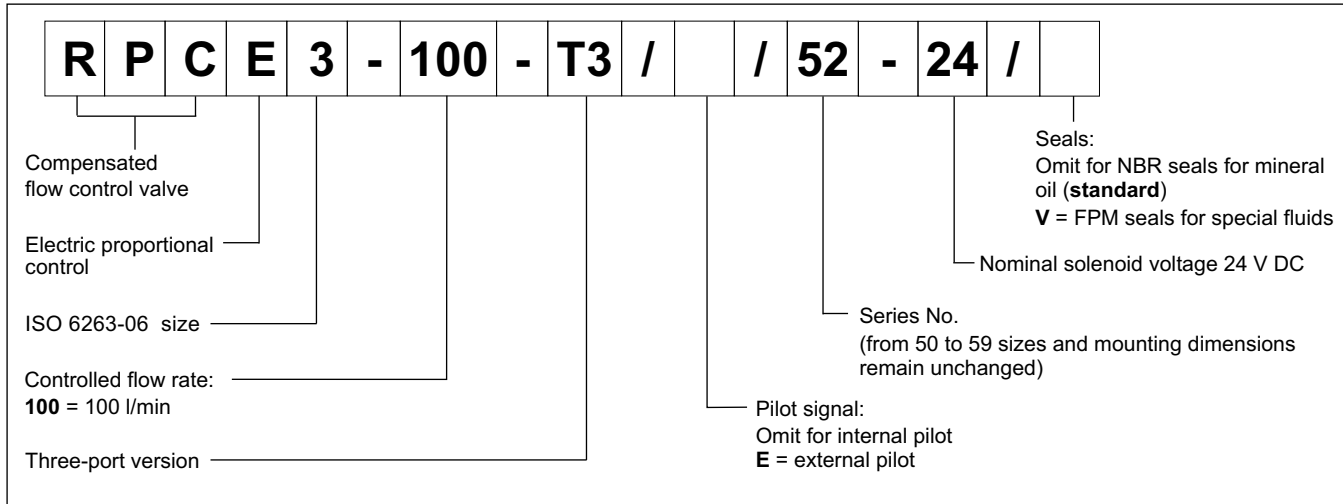 RPCE3-100-T3/ /52-24/
Compensated
flow control valve
Electric proportional
control
ISO 6263-06 size
Controlled flow rate:
100 = 100 l/min
Three-port version
Seals:
Omit for NBR seals for mineral
oil (standard)
V = FPM seals for special fluids
Nominal solenoid voltage 24 V DC
Series No.
(from 50 to 59 sizes and mounting dimensions
remain unchanged)
Pilot signal:
Omit for internal pilot
E = external pilot